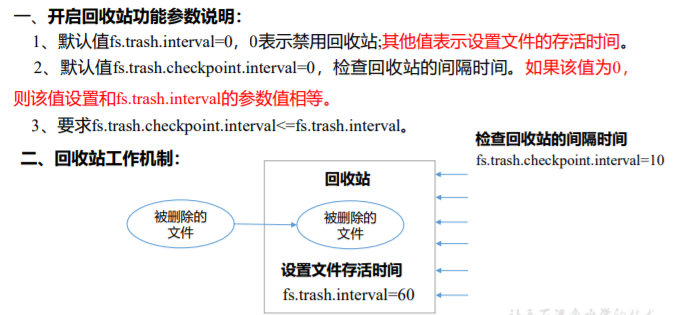 一、开启回收站功能参数说明：
1、默认值fs.trash.interval=0，0表示禁用回收站;其他值表示设置文件的存活时间。
2、默认值fs.trash.checkpoint.interval=0，检查回收站的间隔时间。如果该值为0，
则该值设置和fs.trash.interval的参数值相等。
3、要求fs.trash.checkpoint.interval<=fs.trash.interval。
二、回收站工作机制：
检查回收站的间隔时间
fs.trash.checkpoint.interval=10
回收站
被删除的
文件
被删除的
文件
设置文件存活时间
fs.trash.interval=60